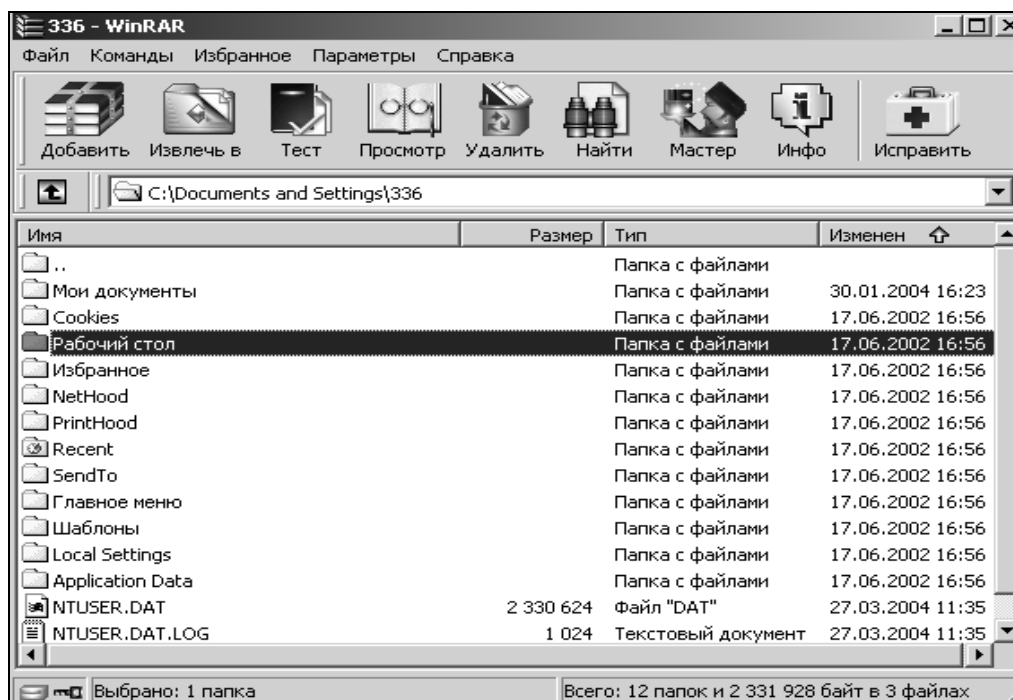 336 - WinRAR
Файл Команды Избранное Параметры Справка
Добавить Извлечь в Тест Просмотр Удалить Найти Мастер Инфо Исправить
C:\Documents and Settings\336
Имя Размер Тип Изменен
.. Папка с файлами
Мои документы Папка с файлами 30.01.2004 16:23
Cookies Папка с файлами 17.06.2002 16:56
Рабочий стол Папка с файлами 17.06.2002 16:56
Избранное Папка с файлами 17.06.2002 16:56
NetHood Папка с файлами 17.06.2002 16:56
PrintHood Папка с файлами 17.06.2002 16:56
Recent Папка с файлами 17.06.2002 16:56
SendTo Папка с файлами 17.06.2002 16:56
Главное меню Папка с файлами 17.06.2002 16:56
Шаблоны Папка с файлами 17.06.2002 16:56
Local Settings Папка с файлами 17.06.2002 16:56
Application Data Папка с файлами 17.06.2002 16:56
NTUSER.DAT 2 330 624 Файл "DAT" 27.03.2004 11:35
NTUSER.DAT.LOG 1 024 Текстовый документ 27.03.2004 11:35
Выбрано: 1 папка Всего: 12 папок и 2 331 928 байт в 3 файлах